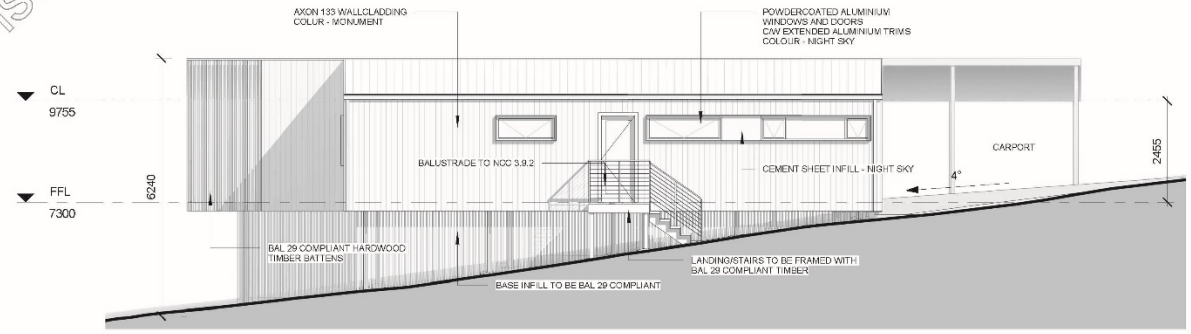 AXON 133 WALLCLADDING
COLUR - MONUMENT
POWDERCOATED ALUMINIUM
WINDOWS AND DOORS
C/W EXTENDED ALUMINIUM TRIMS
COLOUR - NIGHT SKY
CL
9755
BALUSTRADE TO NCC 3.9.2
CEMENT SHEET INFILL - NIGHT SKY
CARPORT
2455
4°
6240
FFL
7300
BAL 29 COMPLIANT HARDWOOD
TIMBER BATTENS
LANDING/STAIRS TO BE FRAMED WITH
BAL 29 COMPLIANT TIMBER
BASE INFILL TO BE BAL 29 COMPLIANT